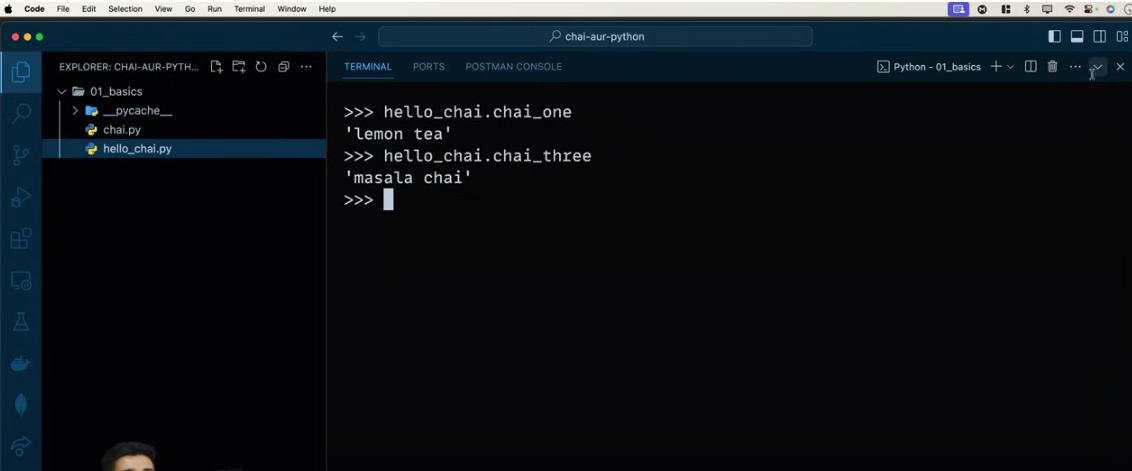 Code File Edit Selection View Go Run Terminal Window Help
chai-aur-python
EXPLORER: CHAI-AUR-PYTH...
TERMINAL PORTS POSTMAN CONSOLE
Python - 01_basics
01_basics
__pycache__
chai.py
hello_chai.py
>>> hello_chai.chai_one
'lemon tea'
>>> hello_chai.chai_three
'masala chai'
>>>